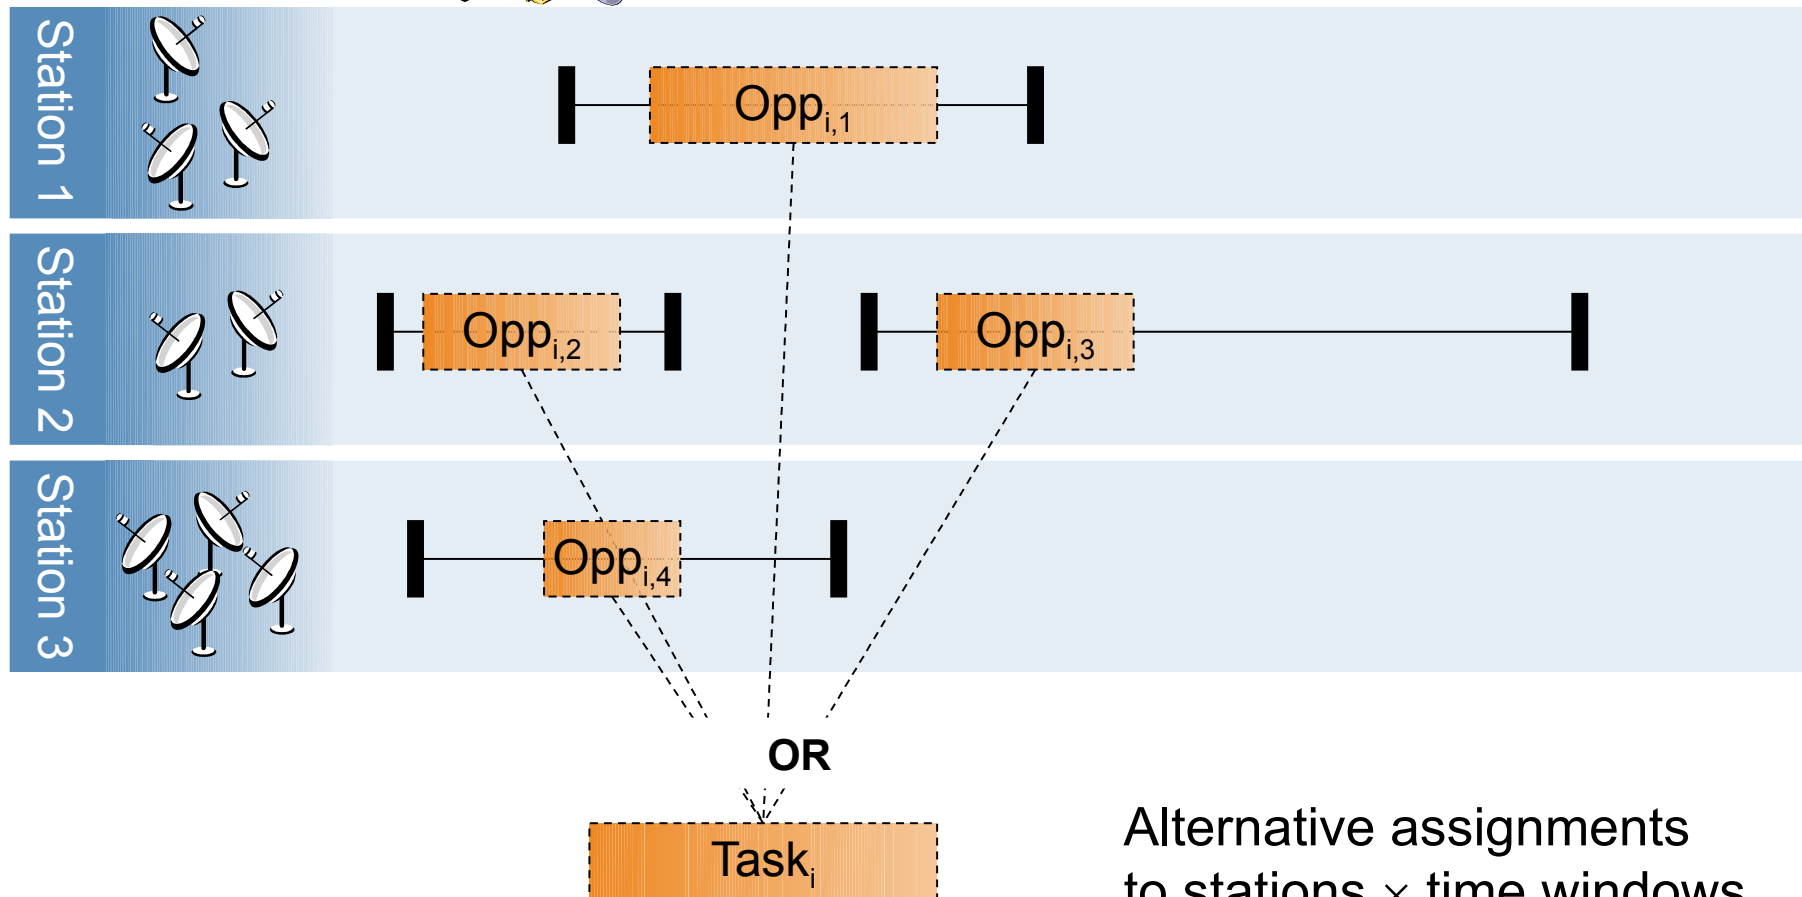 Station 1
Opp i,1
Station 2
Opp i,2
Opp i,3
Station 3
Opp i,4
OR
Task i
Alternative assignments
to stations × time windows